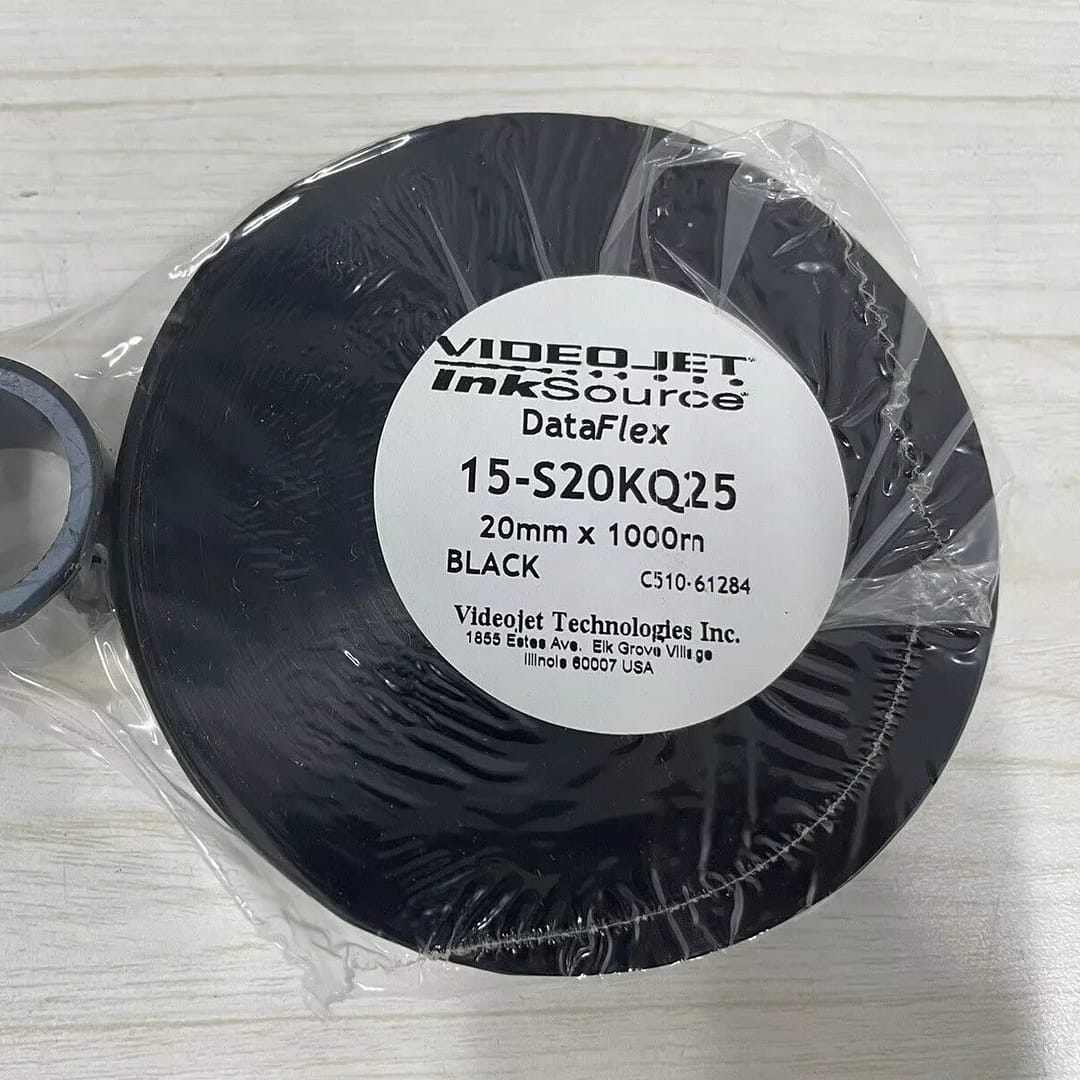 VIDEOJET
InkSource
DataFlex
15-S20KQ25
20mm x 1000m
BLACK C510-61284
Videojet Technologies Inc.
1855 Estes Ave. Elk Grove Village
Illinois 60007 USA